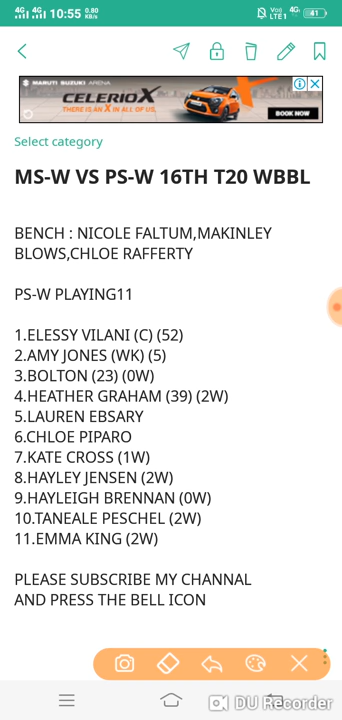 4G 4G 10:55 0.80 KB/s Vo) LTE1 4G 41
MARUTI SUZUKI ARENA
CELERIOX
THERE IS AN X IN ALL OF US.
BOOK NOW
Select category
MS-W VS PS-W 16TH T20 WBBL
BENCH : NICOLE FALTUM,MAKINLEY
BLOWS,CHLOE RAFFERTY
PS-W PLAYING11
1.ELESSY VILANI (C) (52)
2.AMY JONES (WK) (5)
3.BOLTON (23) (0W)
4.HEATHER GRAHAM (39) (2W)
5.LAUREN EBSARY
6.CHLOE PIPARO
7.KATE CROSS (1W)
8.HAYLEY JENSEN (2W)
9.HAYLEIGH BRENNAN (0W)
10.TANEALE PESCHEL (2W)
11.EMMA KING (2W)
PLEASE SUBSCRIBE MY CHANNAL
AND PRESS THE BELL ICON
DU Recorder